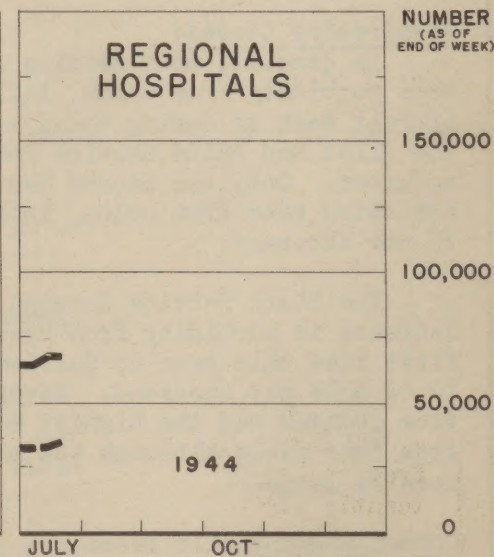 REGIONAL
HOSPITALS
NUMBER
(AS OF
END OF WEEK)
150,000
100,000
50,000
1944
0
JULY OCT